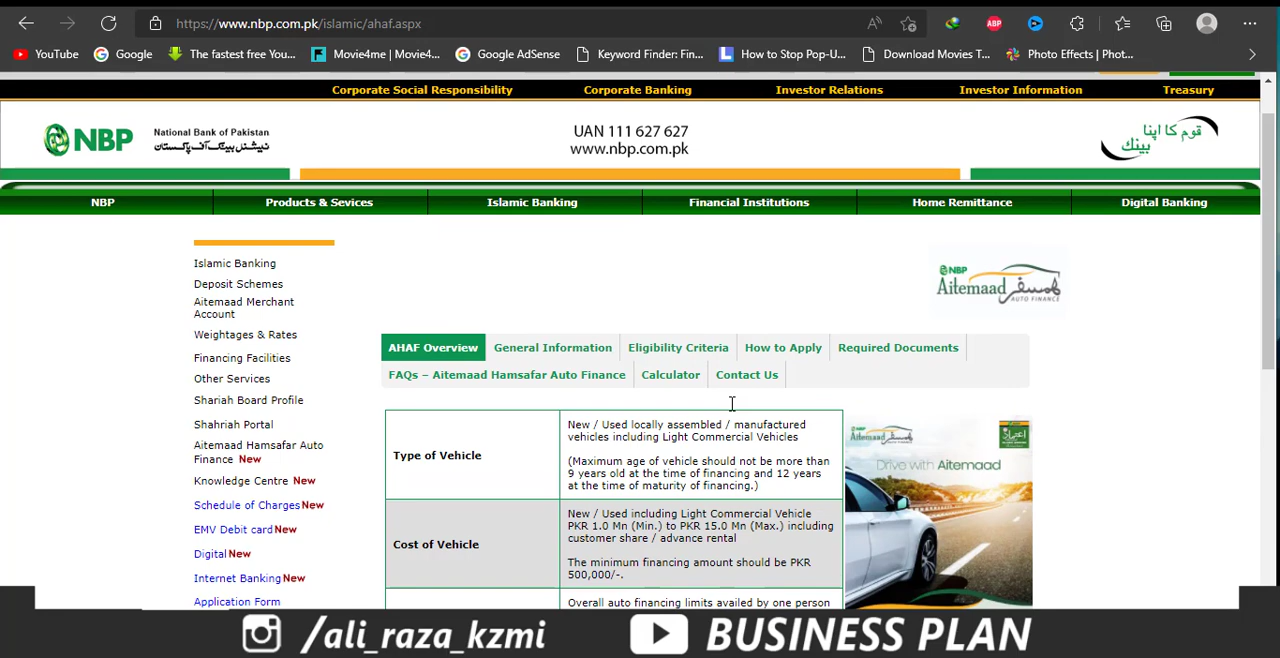 https://www.nbp.com.pk/islamic/ahaf.aspx
ABP
YouTube
Google
The fastest free You...
Movie4me | Movie4...
Google AdSense
Keyword Finder: Fin...
How to Stop Pop-U...
Download Movies T...
Photo Effects | Phot...
Corporate Social Responsibility
Corporate Banking
Investor Relations
Investor Information
Treasury
NBP
National Bank of Pakistan
نیشنل بینک آف پاکستان
UAN 111 627 627
www.nbp.com.pk
قوم کا اپنا
بینک
NBP
Products & Sevices
Islamic Banking
Financial Institutions
Home Remittance
Digital Banking
Islamic Banking
Deposit Schemes
Aitemaad Merchant
Account
Weightages & Rates
Financing Facilities
Other Services
Shariah Board Profile
Shahriah Portal
Aitemaad Hamsafar Auto
Finance New
Knowledge Centre New
Schedule of ChargesNew
EMV Debit cardNew
DigitalNew
Internet BankingNew
Application Form
NBP
Aitemaad ہمسفر
AUTO FINANCE
AHAF Overview
General Information
Eligibility Criteria
How to Apply
Required Documents
FAQs – Aitemaad Hamsafar Auto Finance
Calculator
Contact Us
Type of Vehicle
New / Used locally assembled / manufactured
vehicles including Light Commercial Vehicles
(Maximum age of vehicle should not be more than
9 years old at the time of financing and 12 years
at the time of maturity of financing.)
Cost of Vehicle
New / Used including Light Commercial Vehicle
PKR 1.0 Mn (Min.) to PKR 15.0 Mn (Max.) including
customer share / advance rental
The minimum financing amount should be PKR
500,000/-.
Overall auto financing limits availed by one person
NBP
Aitemaad ہمسفر
اعتماد
Drive with Aitemaad
/ali_raza_kzmi
BUSINESS PLAN